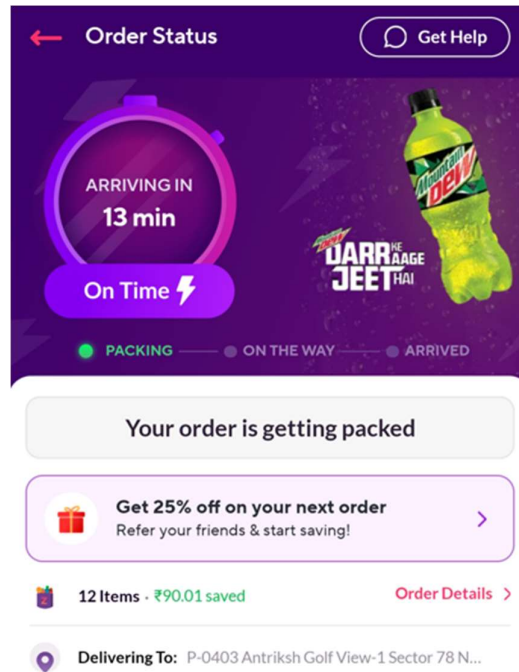 Order Status
Get Help
ARRIVING IN
13 min
On Time
Mountain
DEW
DEW
DARR KE
AAGE
JEET HAI
PACKING
ON THE WAY
ARRIVED
Your order is getting packed
Get 25% off on your next order
Refer your friends & start saving!
12 Items · ₹90.01 saved
Order Details
Delivering To: P-0403 Antriksh Golf View-1 Sector 78 N...